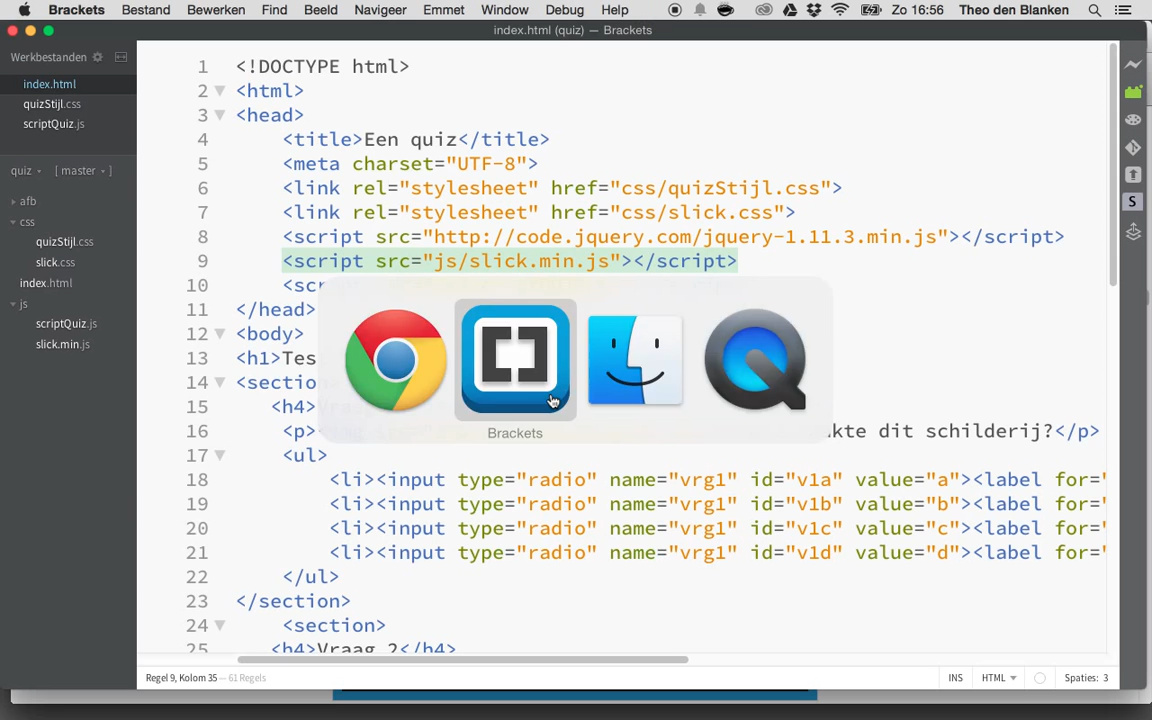 Brackets Bestand Bewerken Find Beeld Navigeer Emmet Window Debug Help Zo 16:56 Theo den Blanken
index.html (quiz) — Brackets
Werkbestanden
index.html
quizStijl.css
scriptQuiz.js
quiz [ master ]
afb
css
quizStijl.css
slick.css
index.html
js
scriptQuiz.js
slick.min.js
1 <!DOCTYPE html>
2 <html>
3 <head>
4 <title>Een quiz</title>
5 <meta charset="UTF-8">
6 <link rel="stylesheet" href="css/quizStijl.css">
7 <link rel="stylesheet" href="css/slick.css">
8 <script src="http://code.jquery.com/jquery-1.11.3.min.js"></script>
9 <script src="js/slick.min.js"></script>
10 <sc
11 </head>
12 <body>
13 <h1>Tes
14 <section
15 <h4>
16 <p> kte dit schilderij?</p>
17 <ul>
18 <li><input type="radio" name="vrg1" id="v1a" value="a"><label for="
19 <li><input type="radio" name="vrg1" id="v1b" value="b"><label for="
20 <li><input type="radio" name="vrg1" id="v1c" value="c"><label for="
21 <li><input type="radio" name="vrg1" id="v1d" value="d"><label for="
22 </ul>
23 </section>
24 <section>
25 <h4>Vraag 2</h4>
Brackets
S
Regel 9, Kolom 35 — 61 Regels INS HTML Spaties: 3